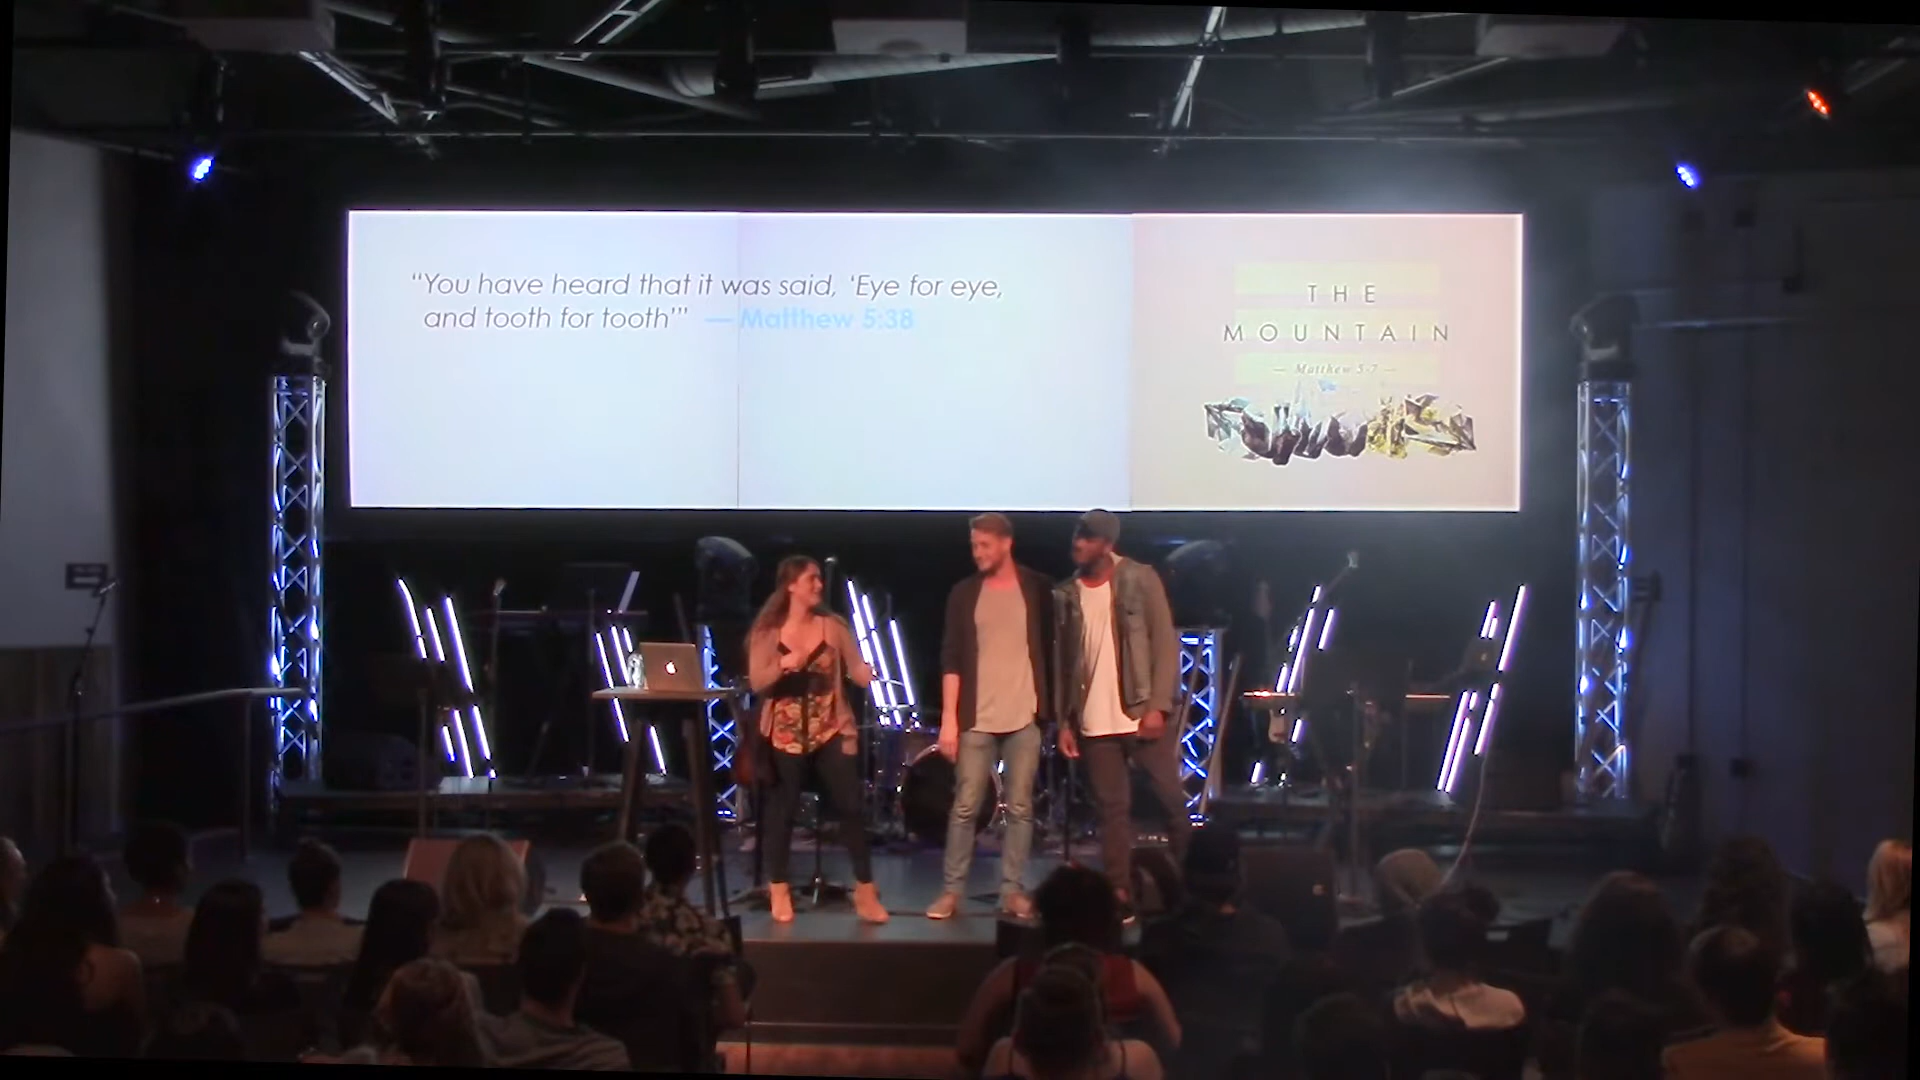 “You have heard that it was said, ‘Eye for eye,
and tooth for tooth’” — Matthew 5:38
THE
MOUNTAIN
— Matthew 5-7 —